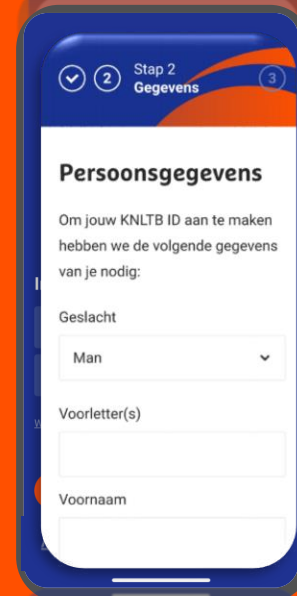 2
Stap 2
Gegevens
3
Persoonsgegevens
Om jouw KNLTB ID aan te maken
hebben we de volgende gegevens
van je nodig:
Geslacht
Man
Voorletter(s)
Voornaam